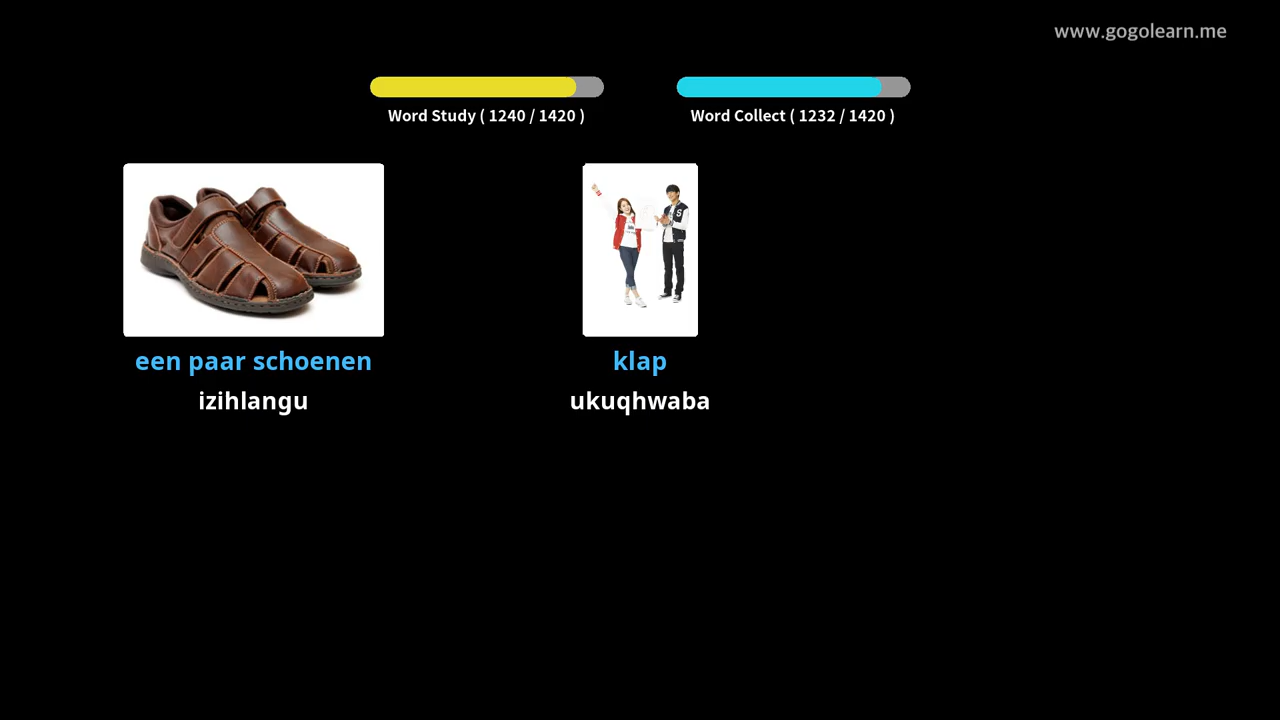 www.gogolearn.me
Word Study ( 1240 / 1420 )
Word Collect ( 1232 / 1420 )
een paar schoenen
izihlangu
klap
ukuqhwaba